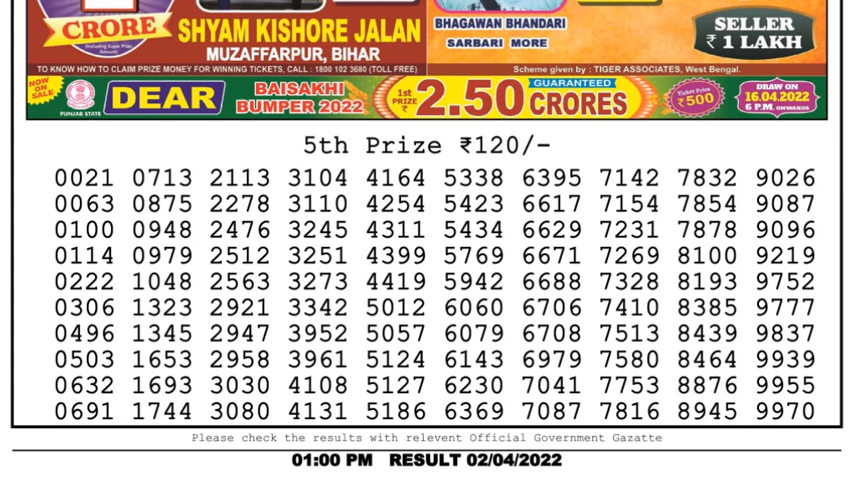 CRORE
(Including Super Prize Amount)
SHYAM KISHORE JALAN
MUZAFFARPUR, BIHAR
BHAGAWAN BHANDARI
SARBARI MORE
SELLER
₹ 1 LAKH
TO KNOW HOW TO CLAIM PRIZE MONEY FOR WINNING TICKETS, CALL : 1800 102 3680 (TOLL FREE)
Scheme given by : TIGER ASSOCIATES, West Bengal.
NOW ON SALE
PUNJAB STATE
DEAR
BAISAKHI
BUMPER 2022
1st PRIZE ₹
2.50
GUARANTEED
CRORES
Ticket Price
₹500
DRAW ON
16.04.2022
6 P.M. ONWARDS
5th Prize ₹120/-
0021 0713 2113 3104 4164 5338 6395 7142 7832 9026
0063 0875 2278 3110 4254 5423 6617 7154 7854 9087
0100 0948 2476 3245 4311 5434 6629 7231 7878 9096
0114 0979 2512 3251 4399 5769 6671 7269 8100 9219
0222 1048 2563 3273 4419 5942 6688 7328 8193 9752
0306 1323 2921 3342 5012 6060 6706 7410 8385 9777
0496 1345 2947 3952 5057 6079 6708 7513 8439 9837
0503 1653 2958 3961 5124 6143 6979 7580 8464 9939
0632 1693 3030 4108 5127 6230 7041 7753 8876 9955
0691 1744 3080 4131 5186 6369 7087 7816 8945 9970
Please check the results with relevent Official Government Gazatte
01:00 PM RESULT 02/04/2022